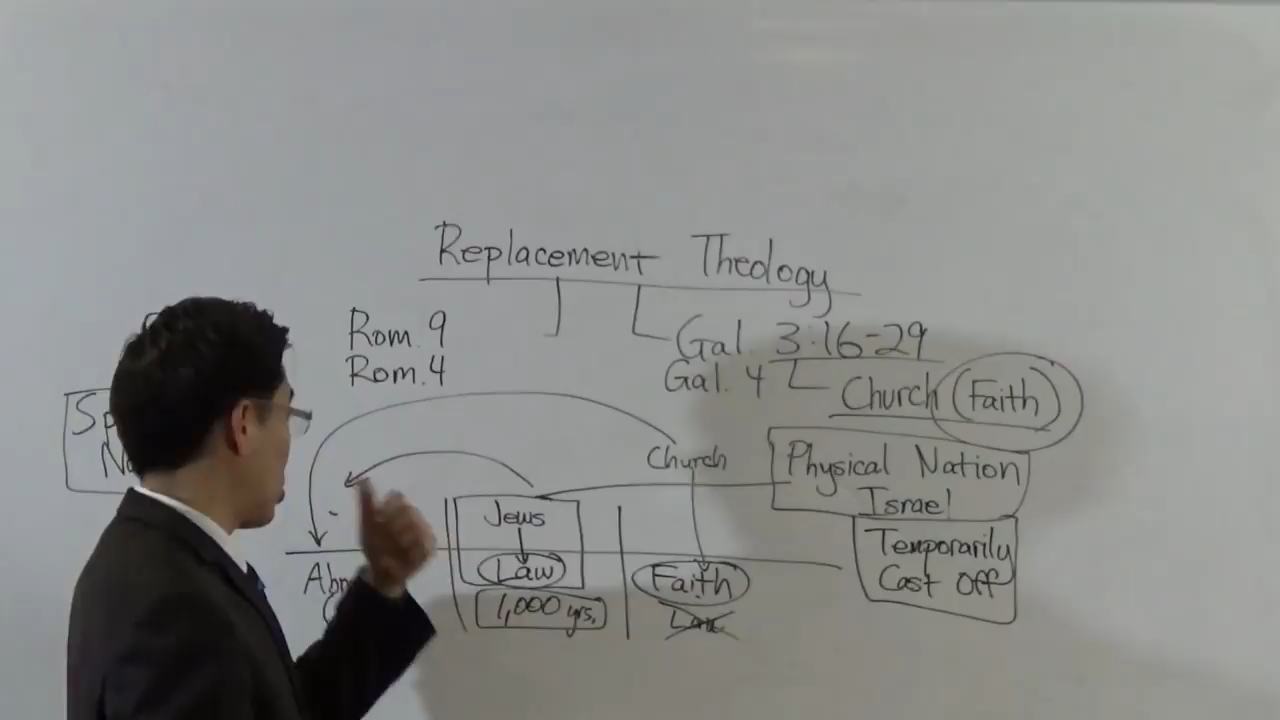 Replacement Theology
Rom. 9
Rom. 4
Gal. 3:16-29
Gal. 4
Church (Faith)
Church
Physical Nation
Israel
Jews
Law
1,000 yrs.
Faith
Law
Temporarily
Cast Off